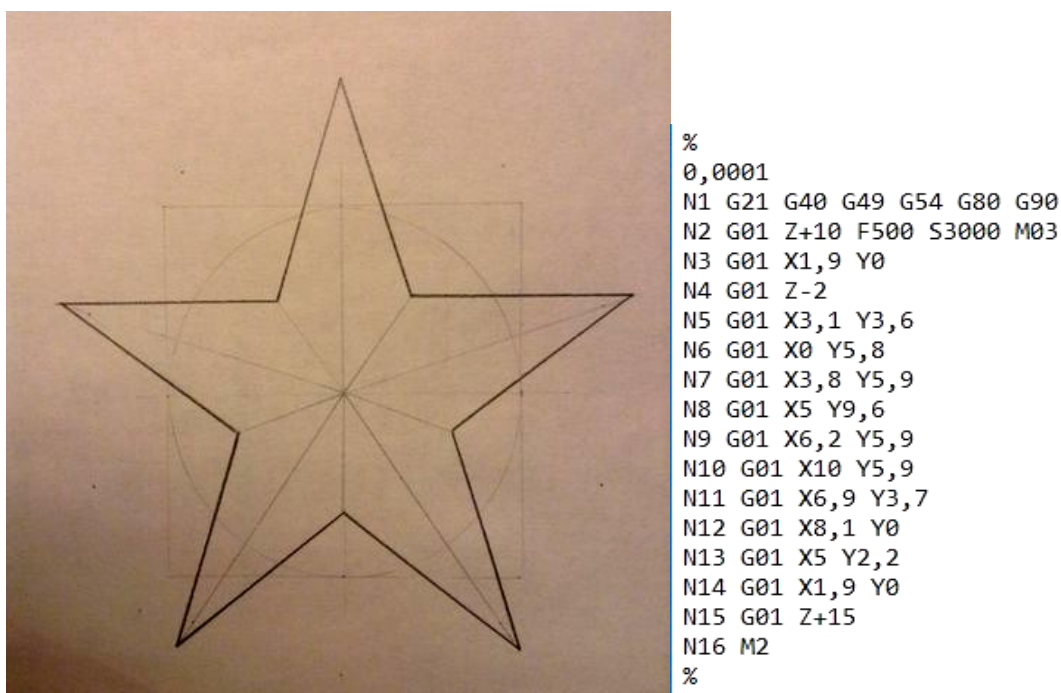 %
0,0001
N1 G21 G40 G49 G54 G80 G90
N2 G01 Z+10 F500 S3000 M03
N3 G01 X1,9 Y0
N4 G01 Z-2
N5 G01 X3,1 Y3,6
N6 G01 X0 Y5,8
N7 G01 X3,8 Y5,9
N8 G01 X5 Y9,6
N9 G01 X6,2 Y5,9
N10 G01 X10 Y5,9
N11 G01 X6,9 Y3,7
N12 G01 X8,1 Y0
N13 G01 X5 Y2,2
N14 G01 X1,9 Y0
N15 G01 Z+15
N16 M2
%